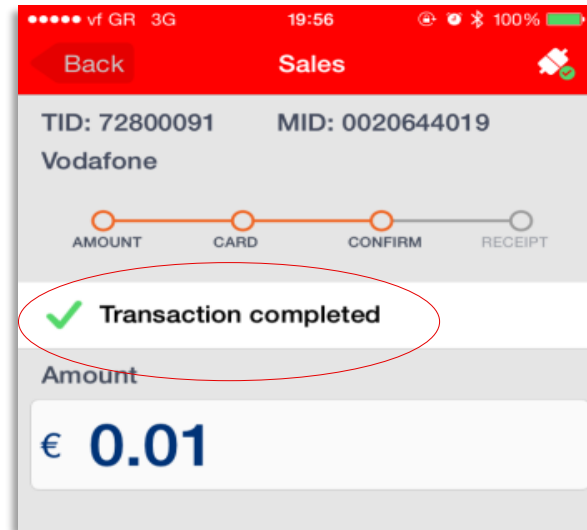 vf GR 3G 19:56 100%
Back Sales
TID: 72800091 MID: 0020644019
Vodafone
AMOUNT CARD CONFIRM RECEIPT
Transaction completed
Amount
€ 0.01